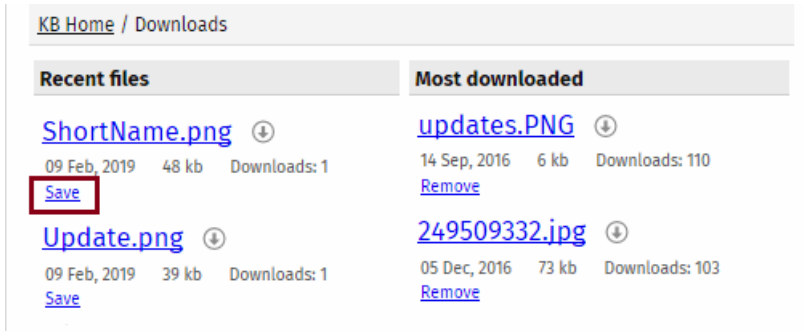 KB Home / Downloads
Recent files
ShortName.png
09 Feb, 2019 48 kb Downloads: 1
Save
Update.png
09 Feb, 2019 39 kb Downloads: 1
Save
Most downloaded
updates.PNG
14 Sep, 2016 6 kb Downloads: 110
Remove
249509332.jpg
05 Dec, 2016 73 kb Downloads: 103
Remove